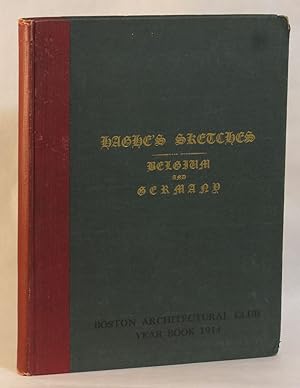 HAGHE'S SKETCHES
BELGIUM
AND
GERMANY
BOSTON ARCHITECTURAL CLUB
YEAR BOOK 1914